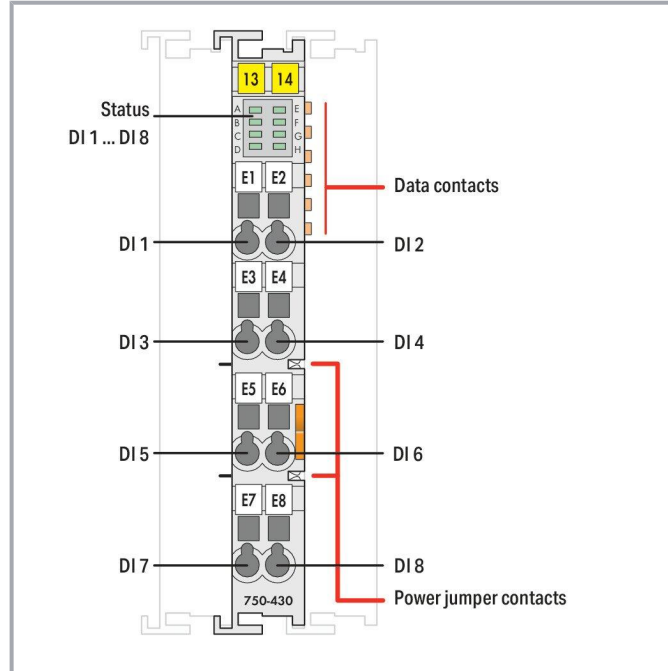 13 14
Status
DI 1 ... DI 8
A E
B F
C G
D H
E1 E2
Data contacts
DI 1 DI 2
E3 E4
DI 3 DI 4
E5 E6
DI 5 DI 6
E7 E8
DI 7 DI 8
750-430
Power jumper contacts